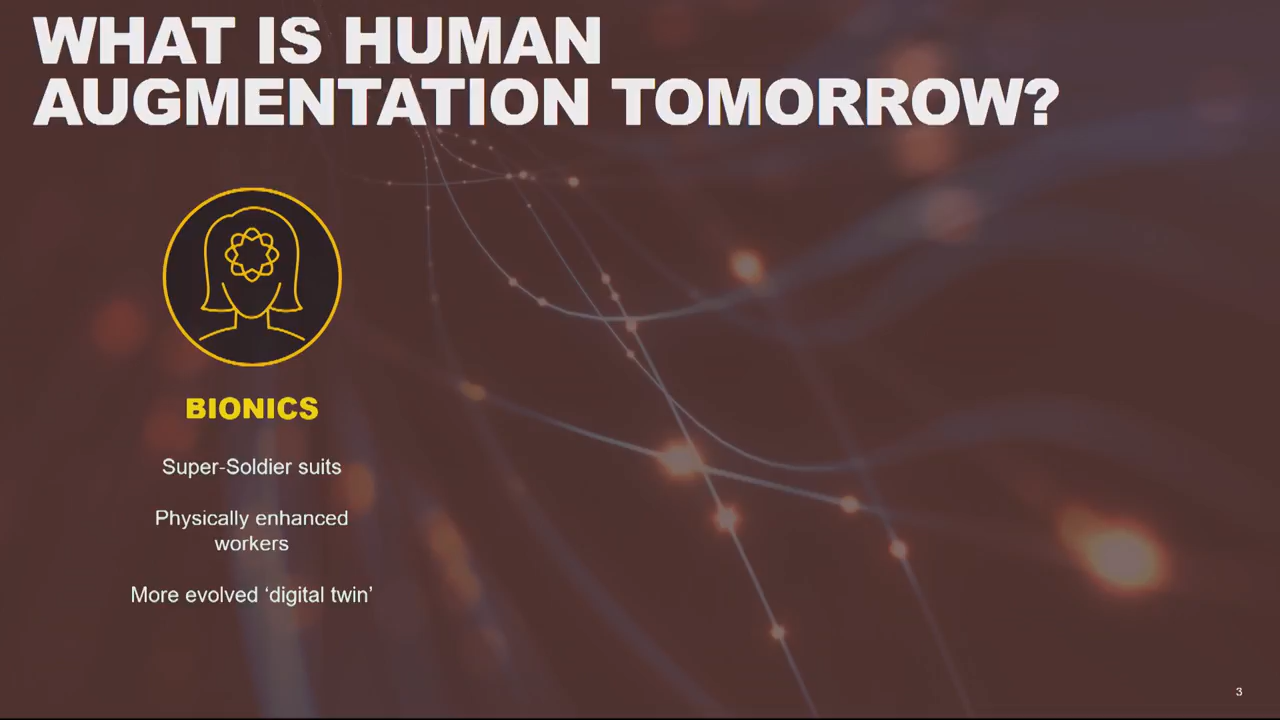 WHAT IS HUMAN
AUGMENTATION TOMORROW?
BIONICS
Super-Soldier suits
Physically enhanced
workers
More evolved ‘digital twin’
3